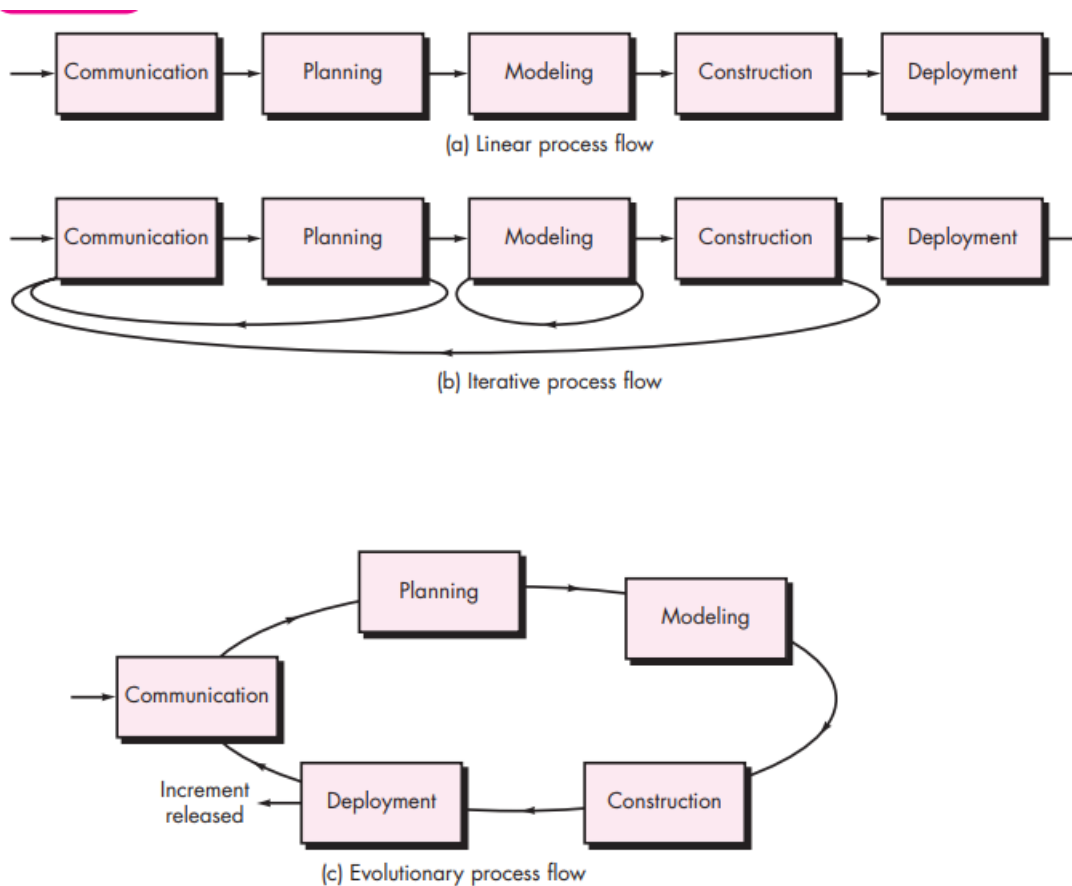 Communication
Planning
Modeling
Construction
Deployment
(a) Linear process flow
Communication
Planning
Modeling
Construction
Deployment
(b) Iterative process flow
Planning
Modeling
Communication
Increment
released
Deployment
Construction
(c) Evolutionary process flow